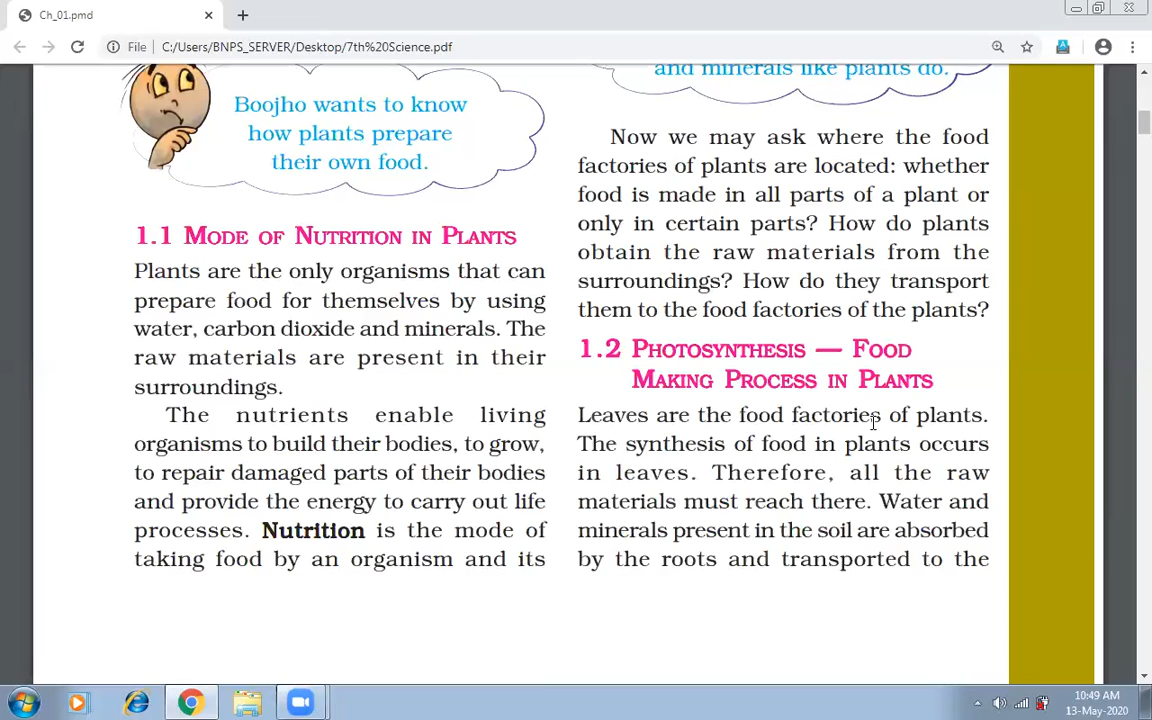 Ch_01.pmd
File
C:/Users/BNPS_SERVER/Desktop/7th%20Science.pdf
Boojho wants to know
how plants prepare
their own food.
1.1 MODE OF NUTRITION IN PLANTS
Plants are the only organisms that can
prepare food for themselves by using
water, carbon dioxide and minerals. The
raw materials are present in their
surroundings.
The nutrients enable living
organisms to build their bodies, to grow,
to repair damaged parts of their bodies
and provide the energy to carry out life
processes. Nutrition is the mode of
taking food by an organism and its
and minerals like plants do.
Now we may ask where the food
factories of plants are located: whether
food is made in all parts of a plant or
only in certain parts? How do plants
obtain the raw materials from the
surroundings? How do they transport
them to the food factories of the plants?
1.2 PHOTOSYNTHESIS — FOOD
MAKING PROCESS IN PLANTS
Leaves are the food factories of plants.
The synthesis of food in plants occurs
in leaves. Therefore, all the raw
materials must reach there. Water and
minerals present in the soil are absorbed
by the roots and transported to the
10:49 AM
13-May-2020